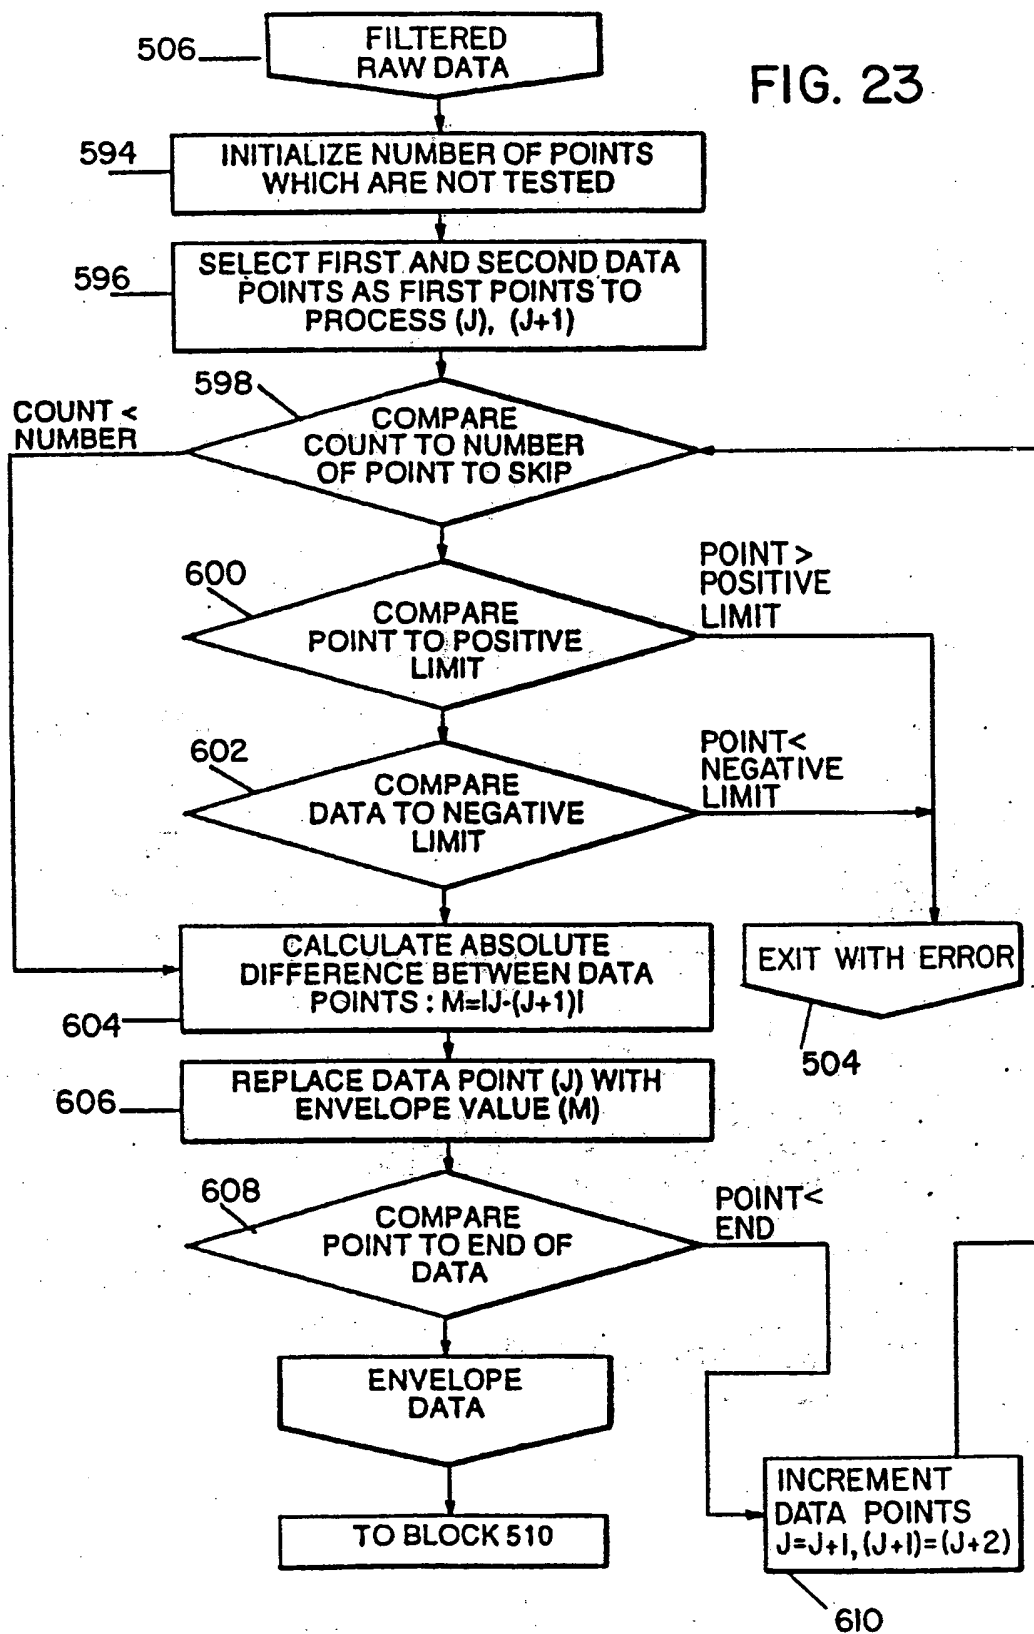 506
FILTERED
RAW DATA
FIG. 23
594
INITIALIZE NUMBER OF POINTS
WHICH ARE NOT TESTED
596
SELECT FIRST AND SECOND DATA
POINTS AS FIRST POINTS TO
PROCESS (J), (J+1)
598
COUNT <
NUMBER
COMPARE
COUNT TO NUMBER
OF POINT TO SKIP
600
COMPARE
POINT TO POSITIVE
LIMIT
POINT >
POSITIVE
LIMIT
602
COMPARE
DATA TO NEGATIVE
LIMIT
POINT<
NEGATIVE
LIMIT
604
CALCULATE ABSOLUTE
DIFFERENCE BETWEEN DATA
POINTS : M=|J-(J+1)|
EXIT WITH ERROR
504
606
REPLACE DATA POINT (J) WITH
ENVELOPE VALUE (M)
608
COMPARE
POINT TO END OF
DATA
POINT<
END
ENVELOPE
DATA
TO BLOCK 510
INCREMENT
DATA POINTS
J=J+1, (J+1)=(J+2)
610